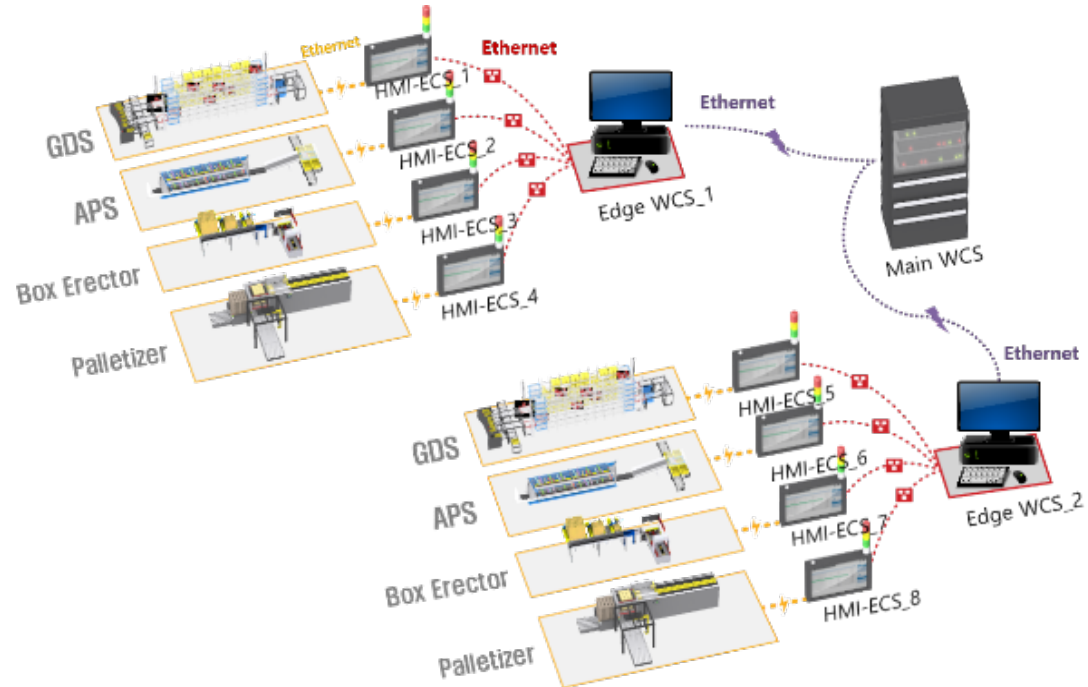 Ethernet
Ethernet
HMI-ECS_1
GDS
Ethernet
HMI-ECS_2
APS
HMI-ECS_3
Edge WCS_1
Box Erector
HMI-ECS_4
Main WCS
Palletizer
Ethernet
HMI-ECS_5
GDS
HMI-ECS_6
APS
HMI-ECS_7
Edge WCS_2
Box Erector
HMI-ECS_8
Palletizer